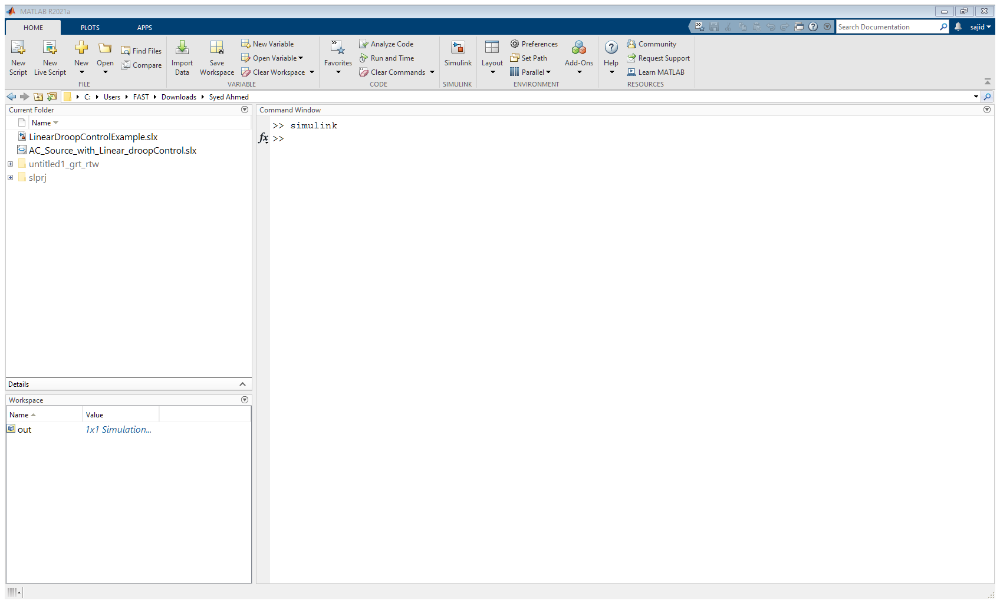 MATLAB R2021a
HOME PLOTS APPS
Search Documentation
sajid
New Script
New Live Script
New
Open
Find Files
Compare
FILE
Import Data
Save Workspace
New Variable
Open Variable
Clear Workspace
VARIABLE
Favorites
Analyze Code
Run and Time
Clear Commands
CODE
Simulink
SIMULINK
Layout
Preferences
Set Path
Parallel
Add-Ons
ENVIRONMENT
Help
Community
Request Support
Learn MATLAB
RESOURCES
C: Users FAST Downloads Syed Ahmed
Current Folder
Name
LinearDroopControlExample.slx
AC_Source_with_Linear_droopControl.slx
untitled1_grt_rtw
slprj
Details
Workspace
Name Value
out 1x1 Simulation...
Command Window
>> simulink
fx >>